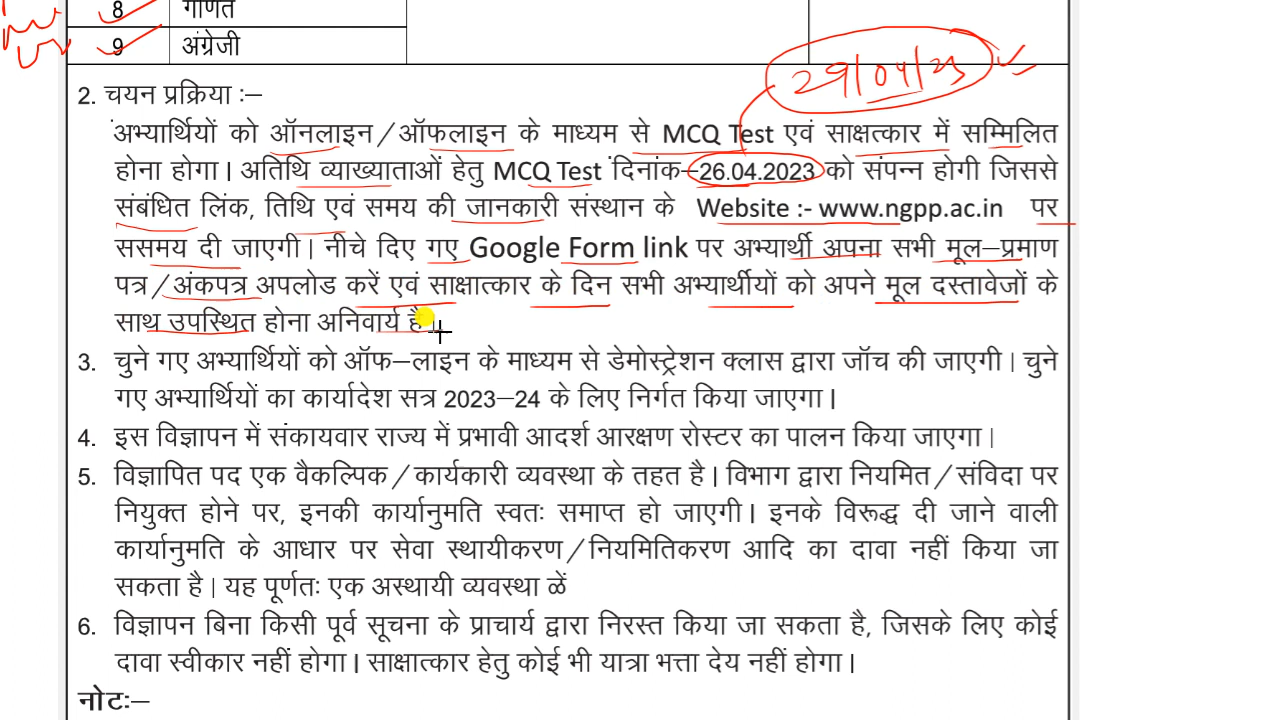 8 गणित
9 अंग्रेजी
29/04/23
2. चयन प्रक्रिया :–
अभ्यार्थियों को ऑनलाइन/ऑफलाइन के माध्यम से MCQ Test एवं साक्षत्कार में सम्मिलित
होना होगा। अतिथि व्याख्याताओं हेतु MCQ Test दिनांक–26.04.2023 को संपन्न होगी जिससे
संबंधित लिंक, तिथि एवं समय की जानकारी संस्थान के Website :- www.ngpp.ac.in पर
ससमय दी जाएगी। नीचे दिए गए Google Form link पर अभ्यार्थी अपना सभी मूल–प्रमाण
पत्र/अंकपत्र अपलोड करें एवं साक्षात्कार के दिन सभी अभ्यार्थीयों को अपने मूल दस्तावेजों के
साथ उपस्थित होना अनिवार्य है।
3. चुने गए अभ्यार्थियों को ऑफ–लाइन के माध्यम से डेमोस्ट्रेशन क्लास द्वारा जॉच की जाएगी। चुने
गए अभ्यार्थियों का कार्यादेश सत्र 2023–24 के लिए निर्गत किया जाएगा।
4. इस विज्ञापन में संकायवार राज्य में प्रभावी आदर्श आरक्षण रोस्टर का पालन किया जाएगा।
5. विज्ञापित पद एक वैकल्पिक/कार्यकारी व्यवस्था के तहत है। विभाग द्वारा नियमित/संविदा पर
नियुक्त होने पर, इनकी कार्यानुमति स्वतः समाप्त हो जाएगी। इनके विरूद्ध दी जाने वाली
कार्यानुमति के आधार पर सेवा स्थायीकरण/नियमितिकरण आदि का दावा नहीं किया जा
सकता है। यह पूर्णतः एक अस्थायी व्यवस्था ळें
6. विज्ञापन बिना किसी पूर्व सूचना के प्राचार्य द्वारा निरस्त किया जा सकता है, जिसके लिए कोई
दावा स्वीकार नहीं होगा। साक्षात्कार हेतु कोई भी यात्रा भत्ता देय नहीं होगा।
नोटः–